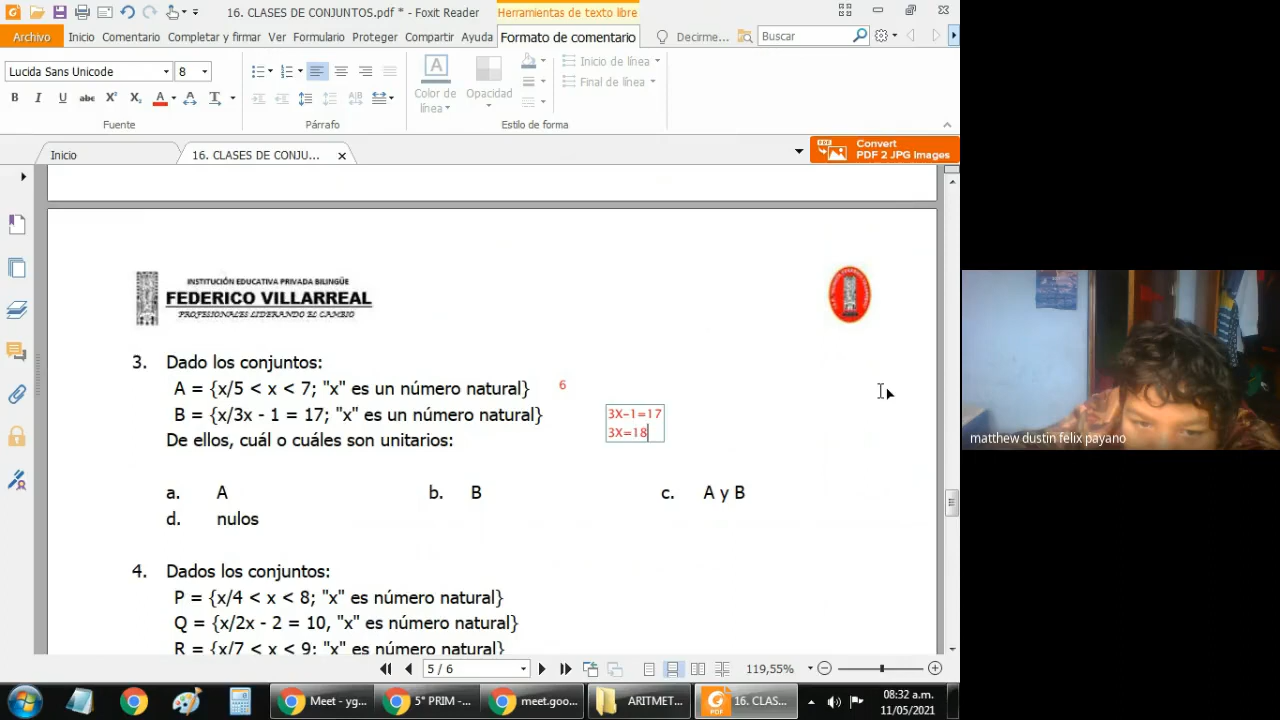 16. CLASES DE CONJUNTOS.pdf * - Foxit Reader
Herramientas de texto libre
Archivo Inicio Comentario Completar y firmar Ver Formulario Proteger Compartir Ayuda Formato de comentario Decirme... Buscar
Lucida Sans Unicode 8
Inicio de línea
Final de línea
Color de línea
Opacidad
Fuente Párrafo Estilo de forma
Inicio
16. CLASES DE CONJU...
Convert
PDF 2 JPG Images
INSTITUCIÓN EDUCATIVA PRIVADA BILINGÜE
FEDERICO VILLARREAL
PROFESIONALES LIDERANDO EL CAMBIO
3. Dado los conjuntos:
A = {x/5 < x < 7; "x" es un número natural} 6
B = {x/3x - 1 = 17; "x" es un número natural} 3X-1=17
3X=18
De ellos, cuál o cuáles son unitarios:
a. A b. B c. A y B
d. nulos
4. Dados los conjuntos:
P = {x/4 < x < 8; "x" es número natural}
Q = {x/2x - 2 = 10, "x" es número natural}
R = {x/7 < x < 9; "x" es número natural}
matthew dustin felix payano
5 / 6
119,55%
Meet - yg...
5° PRIM -...
meet.goo...
ARITMET...
16. CLAS...
08:32 a.m.
11/05/2021